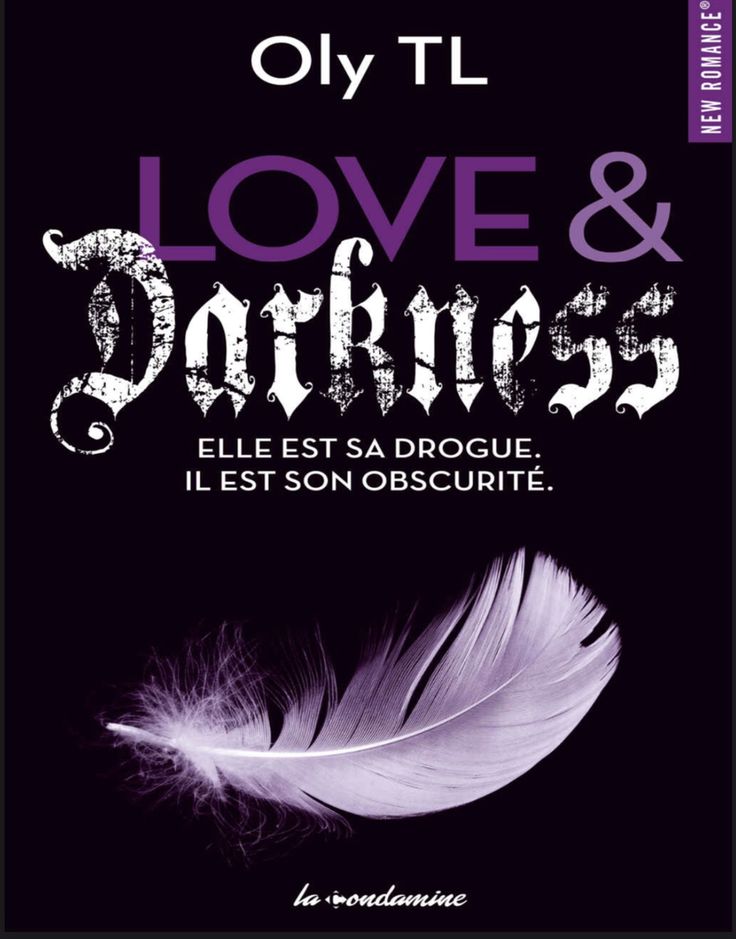 Oly TL
NEW ROMANCE®
LOVE &
Darkness
ELLE EST SA DROGUE.
IL EST SON OBSCURITÉ.
la condamine